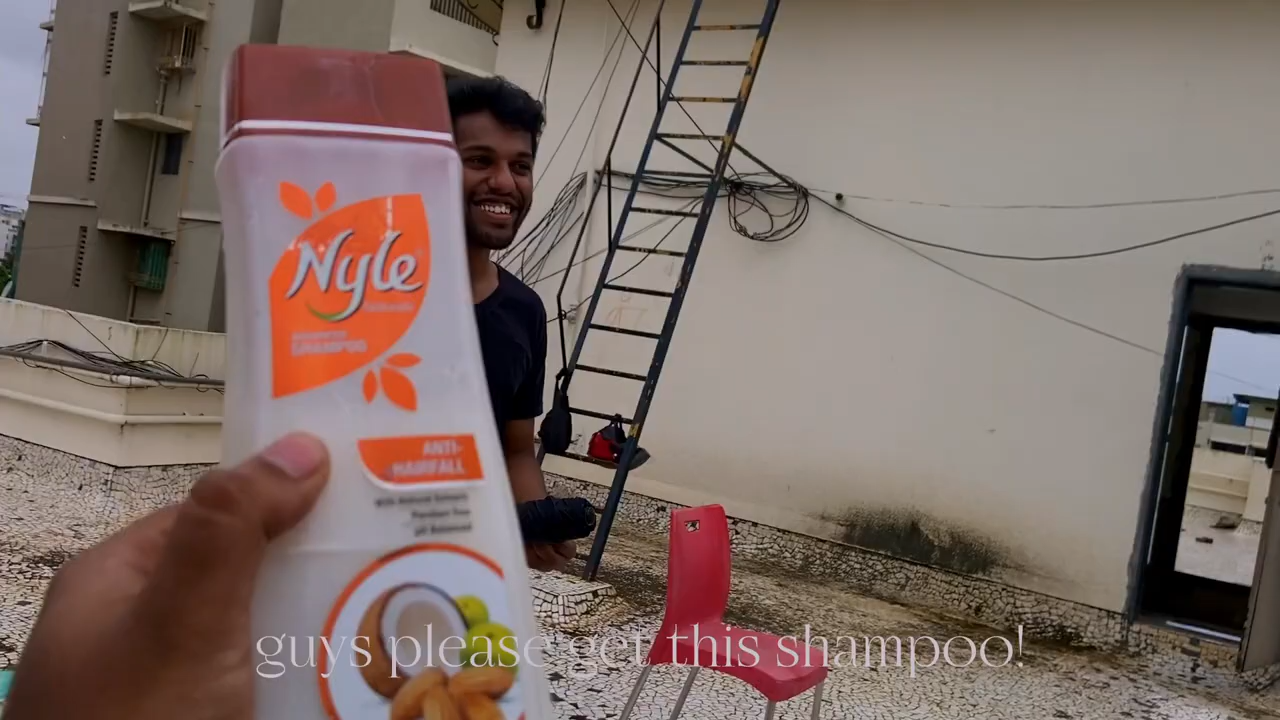 Nyle
SHAMPOO
ANTI-
HAIRFALL
With Natural Extracts
Paraben Free
pH Balanced
guys please get this shampoo!